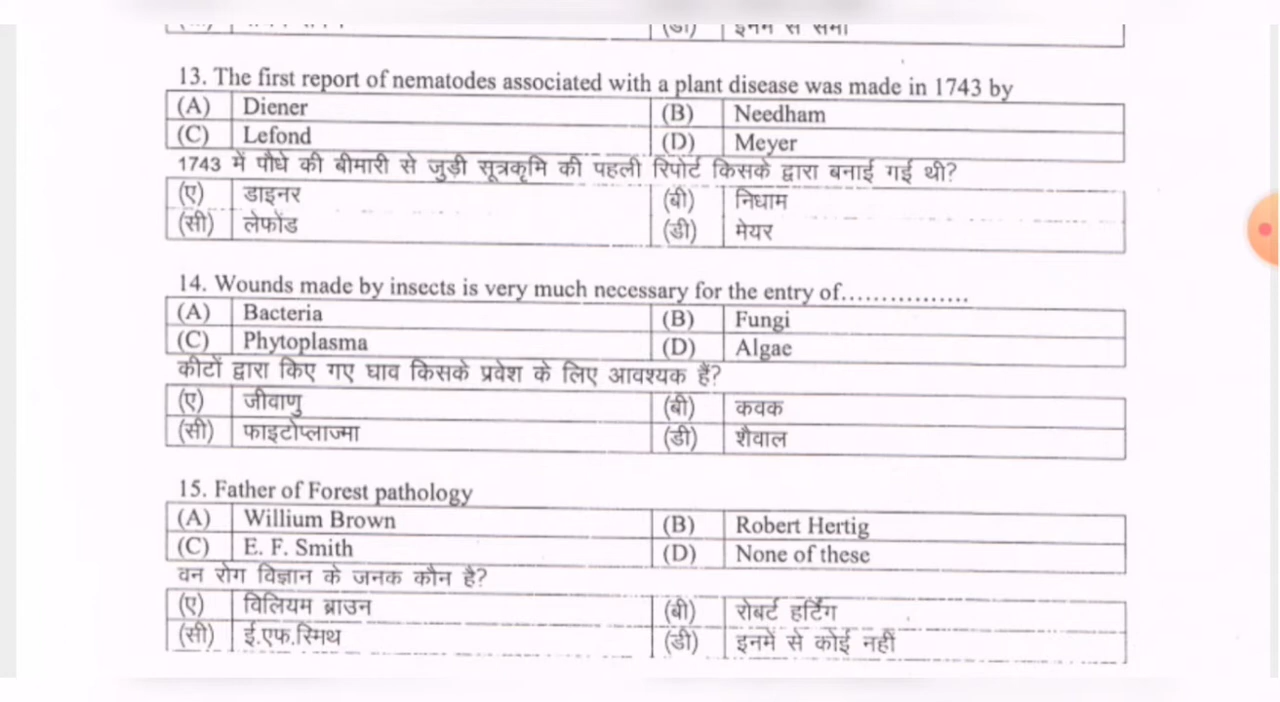 (डी) इनमें से सभी
13. The first report of nematodes associated with a plant disease was made in 1743 by
(A) Diener (B) Needham
(C) Lefond (D) Meyer
1743 में पौधे की बीमारी से जुड़ी सूत्रकृमि की पहली रिपोर्ट किसके द्वारा बनाई गई थी?
(ए) डाइनर (बी) निधाम
(सी) लेफोंड (डी) मेयर
14. Wounds made by insects is very much necessary for the entry of................
(A) Bacteria (B) Fungi
(C) Phytoplasma (D) Algae
कीटों द्वारा किए गए घाव किसके प्रवेश के लिए आवश्यक हैं?
(ए) जीवाणु (बी) कवक
(सी) फाइटोप्लाज्मा (डी) शैवाल
15. Father of Forest pathology
(A) Willium Brown (B) Robert Hertig
(C) E. F. Smith (D) None of these
वन रोग विज्ञान के जनक कौन है?
(ए) विलियम ब्राउन (बी) रोबर्ट हर्टिग
(सी) ई.एफ.स्मिथ (डी) इनमें से कोई नहीं